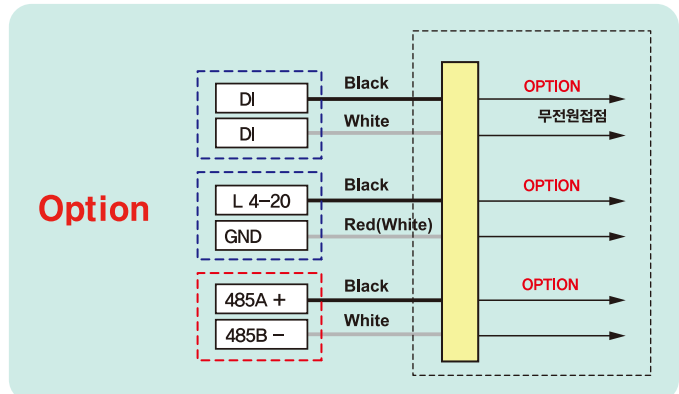 Option
DI
Black
OPTION
DI
White
무전원접점
L 4-20
Black
OPTION
GND
Red(White)
485A +
Black
OPTION
485B -
White